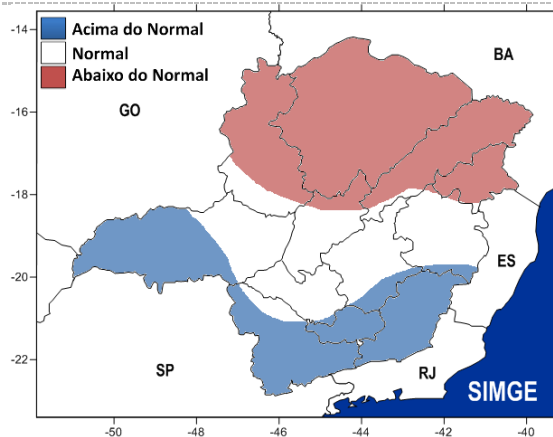 Acima do Normal
Normal
Abaixo do Normal
BA
GO
ES
SP
RJ
SIMGE
-14
-16
-18
-20
-22
-50
-48
-46
-44
-42
-40